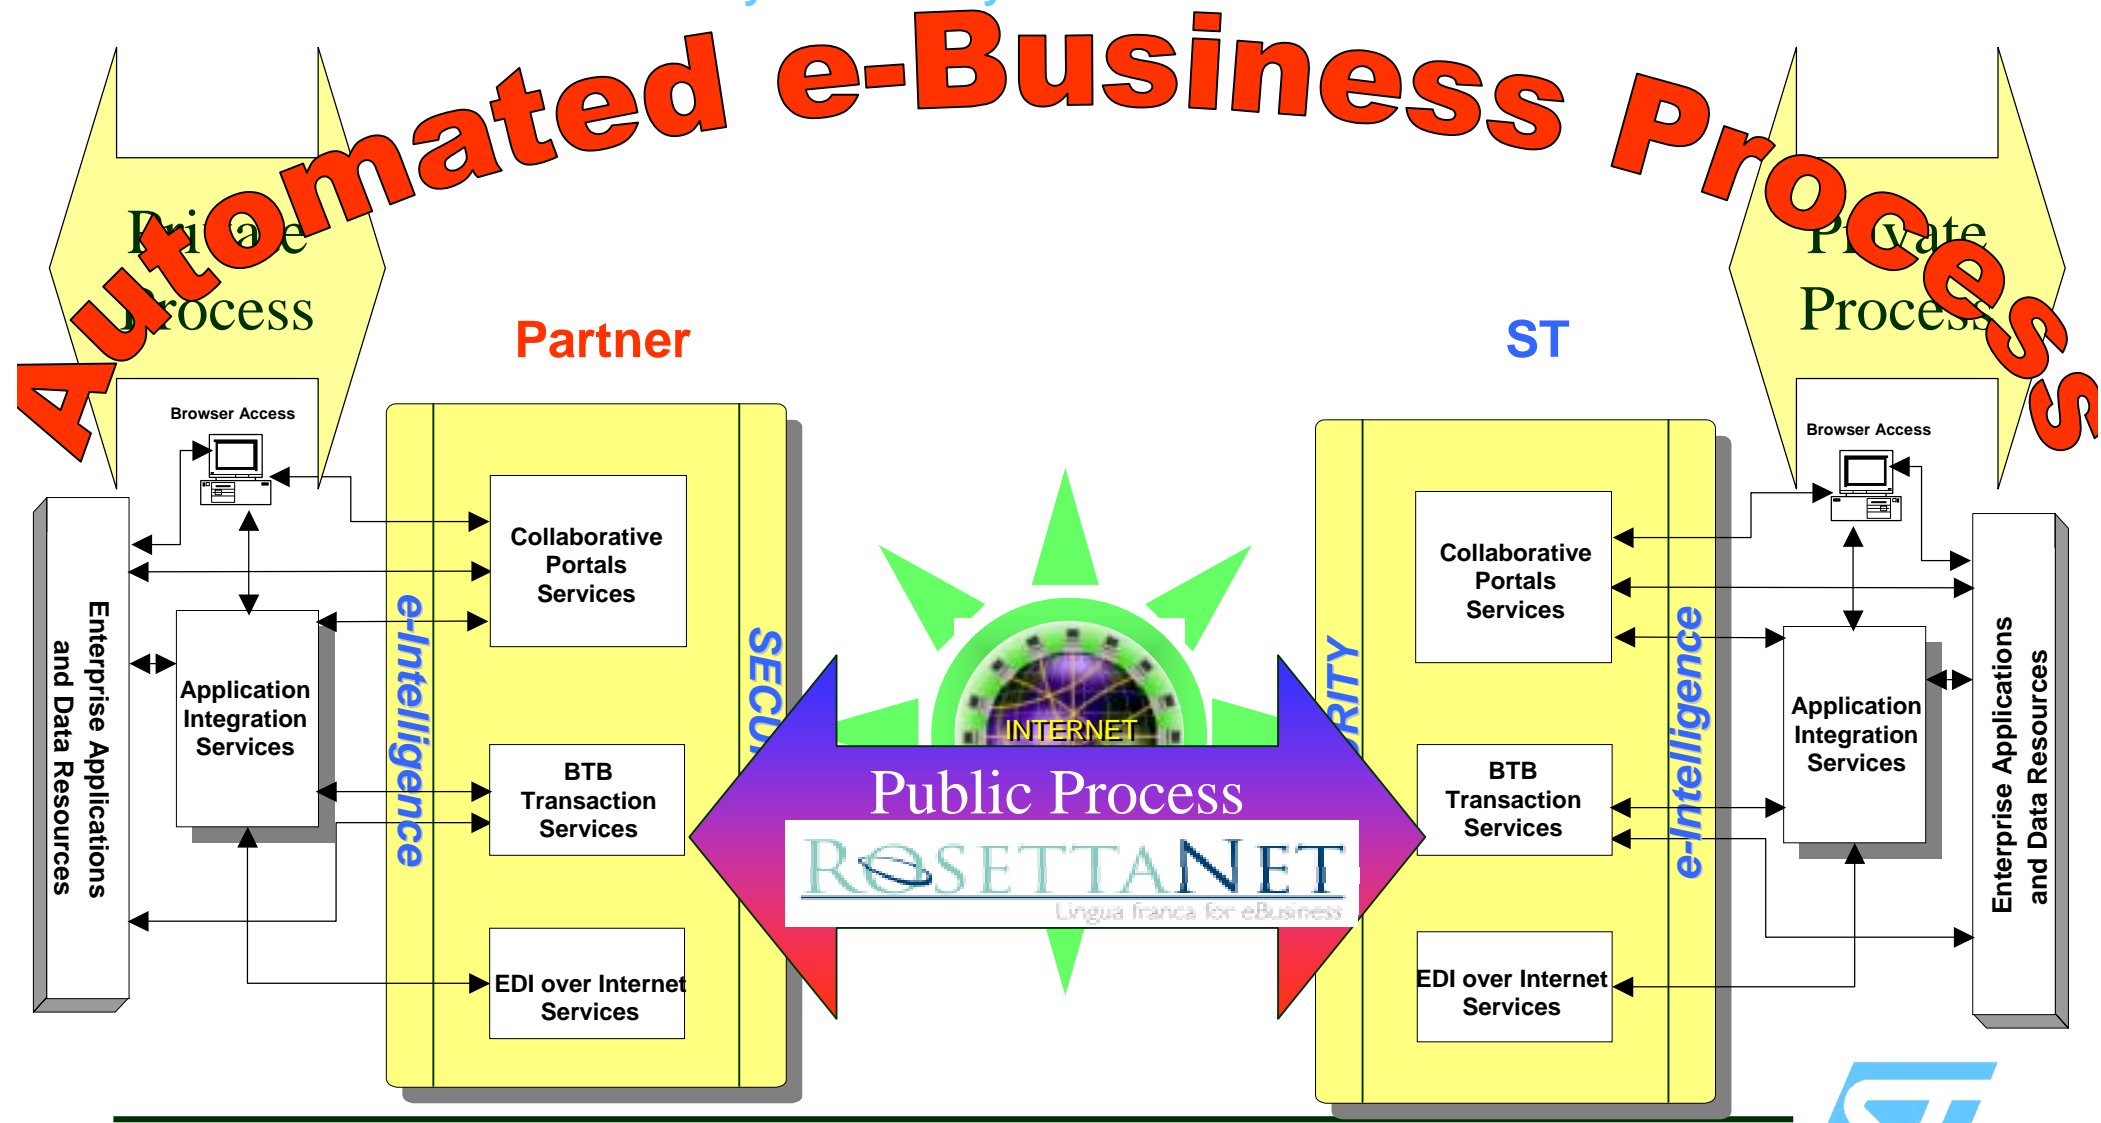 Automated e-Business Process
Private
Process
Private
Process
Partner
ST
Browser Access
Browser Access
Collaborative
Portals
Services
Collaborative
Portals
Services
Enterprise Applications
and Data Resources
Application
Integration
Services
e-Intelligence
INTERNET
e-Intelligence
Application
Integration
Services
Enterprise Applications
and Data Resources
BTB
Transaction
Services
Public Process
ROSETTANET
Lingua franca for eBusiness
BTB
Transaction
Services
EDI over Internet
Services
EDI over Internet
Services